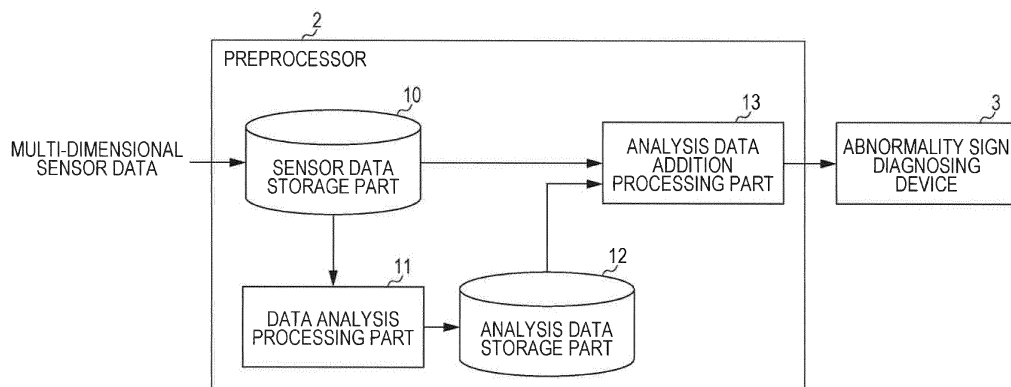 2
PREPROCESSOR
10
13
3
MULTI-DIMENSIONAL
SENSOR DATA
SENSOR DATA
STORAGE PART
ANALYSIS DATA
ADDITION
PROCESSING PART
ABNORMALITY SIGN
DIAGNOSING
DEVICE
11
12
DATA ANALYSIS
PROCESSING PART
ANALYSIS DATA
STORAGE PART